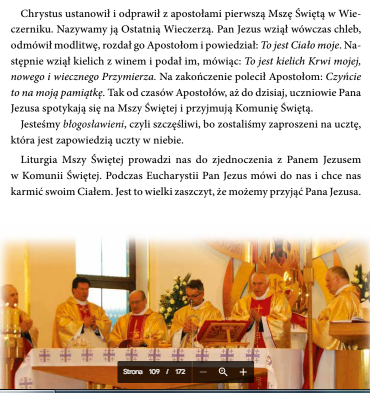 Chrystus ustanowił i odprawił z apostołami pierwszą Mszę Świętą w Wie-
czerniku. Nazywamy ją Ostatnią Wieczerzą. Pan Jezus wziął wówczas chleb,
odmówił modlitwę, rozdał go Apostołom i powiedział: To jest Ciało moje. Na-
stępnie wziął kielich z winem i podał im, mówiąc: To jest kielich Krwi mojej,
nowego i wiecznego Przymierza. Na zakończenie polecił Apostołom: Czyńcie
to na moją pamiątkę. Tak od czasów Apostołów, aż do dzisiaj, uczniowie Pana
Jezusa spotykają się na Mszy Świętej i przyjmują Komunię Świętą.
Jesteśmy błogosławieni, czyli szczęśliwi, bo zostaliśmy zaproszeni na ucztę,
która jest zapowiedzią uczty w niebie.
Liturgia Mszy Świętej prowadzi nas do zjednoczenia z Panem Jezusem
w Komunii Świętej. Podczas Eucharystii Pan Jezus mówi do nas i chce nas
karmić swoim Ciałem. Jest to wielki zaszczyt, że możemy przyjąć Pana Jezusa.
Strona 109 / 172